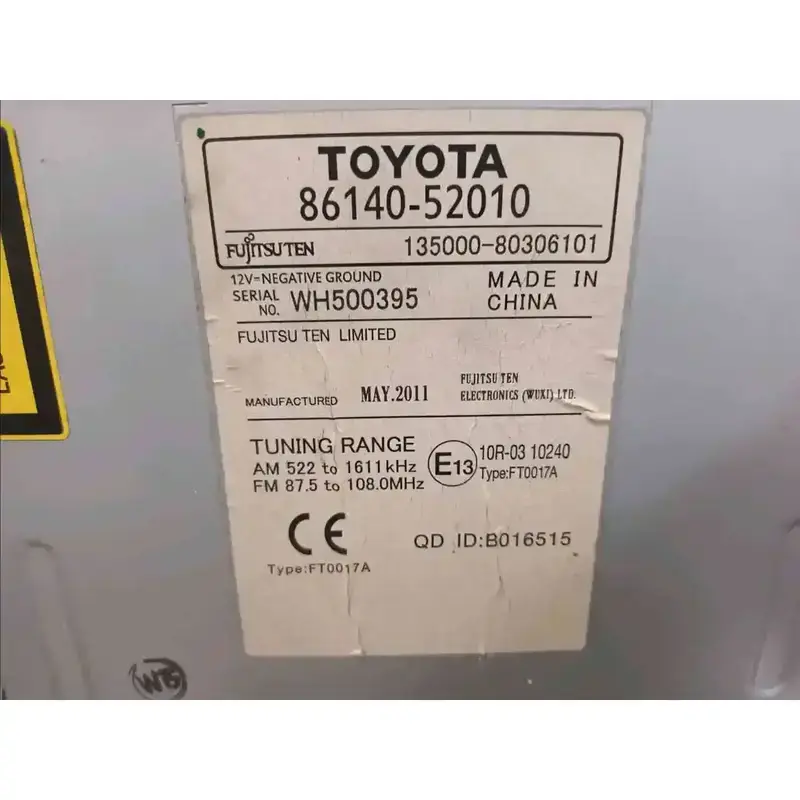 TOYOTA
86140-52010
FUJITSU TEN 135000-80306101
12V⎓NEGATIVE GROUND
SERIAL NO. WH500395
MADE IN CHINA
FUJITSU TEN LIMITED
MANUFACTURED MAY.2011
FUJITSU TEN
ELECTRONICS (WUXI) LTD.
TUNING RANGE
AM 522 to 1611kHz
FM 87.5 to 108.0MHz
E13 10R-03 10240
Type:FT0017A
CE
Type:FT0017A
QD ID:B016515